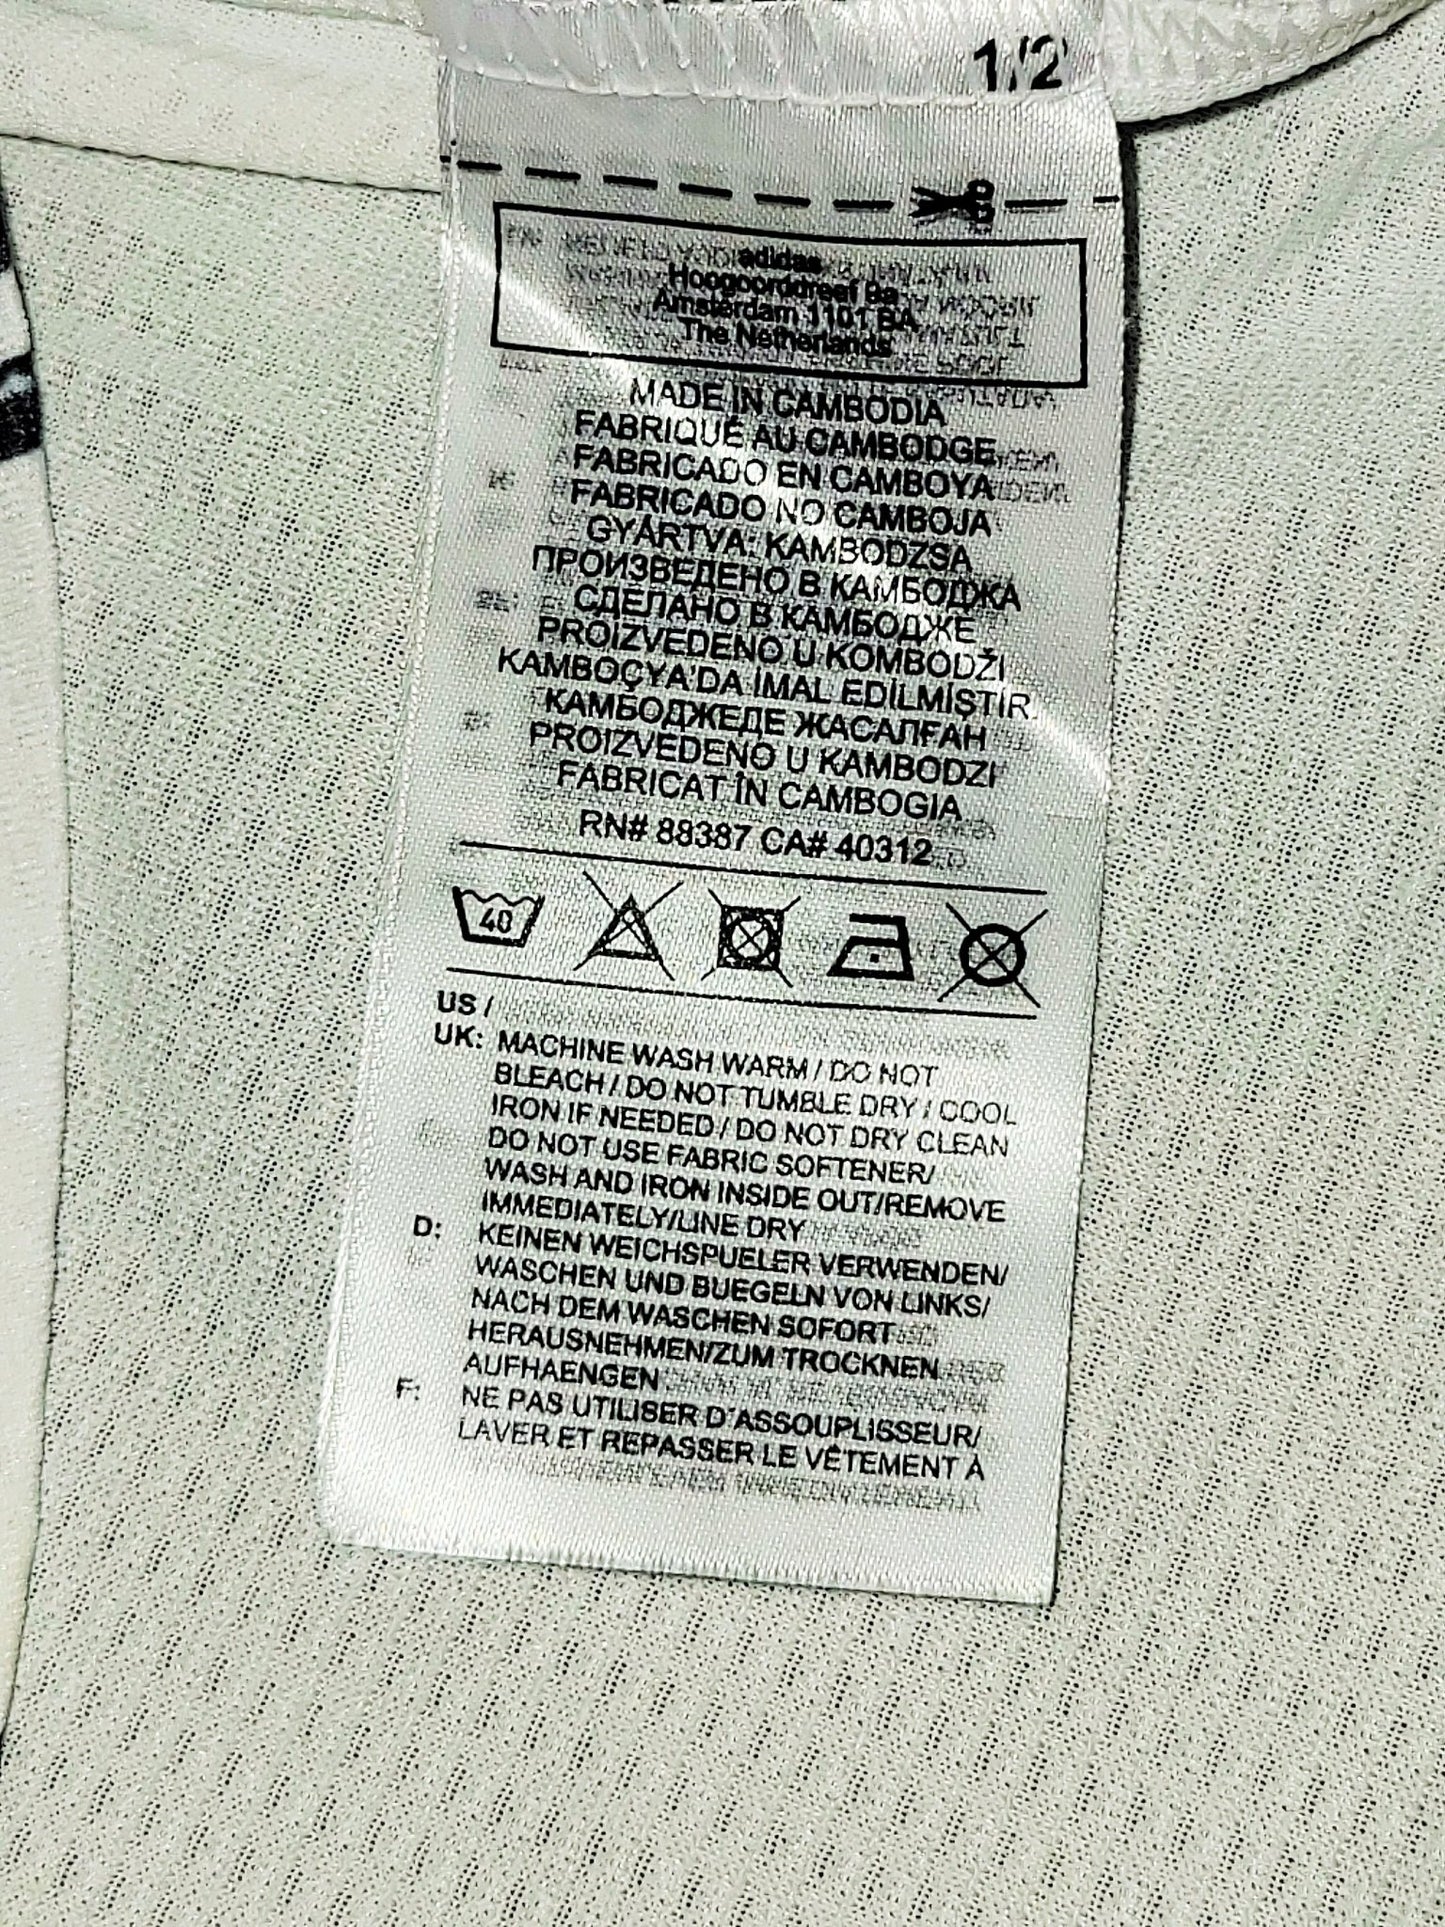 1/2
adidas
Hoogoorddreef 9a
Amsterdam 1101 BA
The Netherlands
MADE IN CAMBODIA
FABRIQUÉ AU CAMBODGE
FABRICADO EN CAMBOYA
FABRICADO NO CAMBOJA
GYÁRTVA: KAMBODZSA
ПРОИЗВЕДЕНО В КАМБОДЖА
СДЕЛАНО В КАМБОДЖЕ
PROIZVEDENO U KOMBODŽI
KAMBOÇYA'DA İMAL EDİLMİŞTİR
КАМБОДЖЕДЕ ЖАСАЛҒАН
PROIZVEDENO U KAMBODZI
FABRICAT ÎN CAMBOGIA
RN# 88387 CA# 40312
40
US /
UK: MACHINE WASH WARM / DO NOT
BLEACH / DO NOT TUMBLE DRY / COOL
IRON IF NEEDED / DO NOT DRY CLEAN
DO NOT USE FABRIC SOFTENER/
WASH AND IRON INSIDE OUT/REMOVE
IMMEDIATELY/LINE DRY
D: KEINEN WEICHSPUELER VERWENDEN/
WASCHEN UND BUEGELN VON LINKS/
NACH DEM WASCHEN SOFORT
HERAUSNEHMEN/ZUM TROCKNEN
AUFHAENGEN
F: NE PAS UTILISER D'ASSOUPLISSEUR/
LAVER ET REPASSER LE VÊTEMENT À